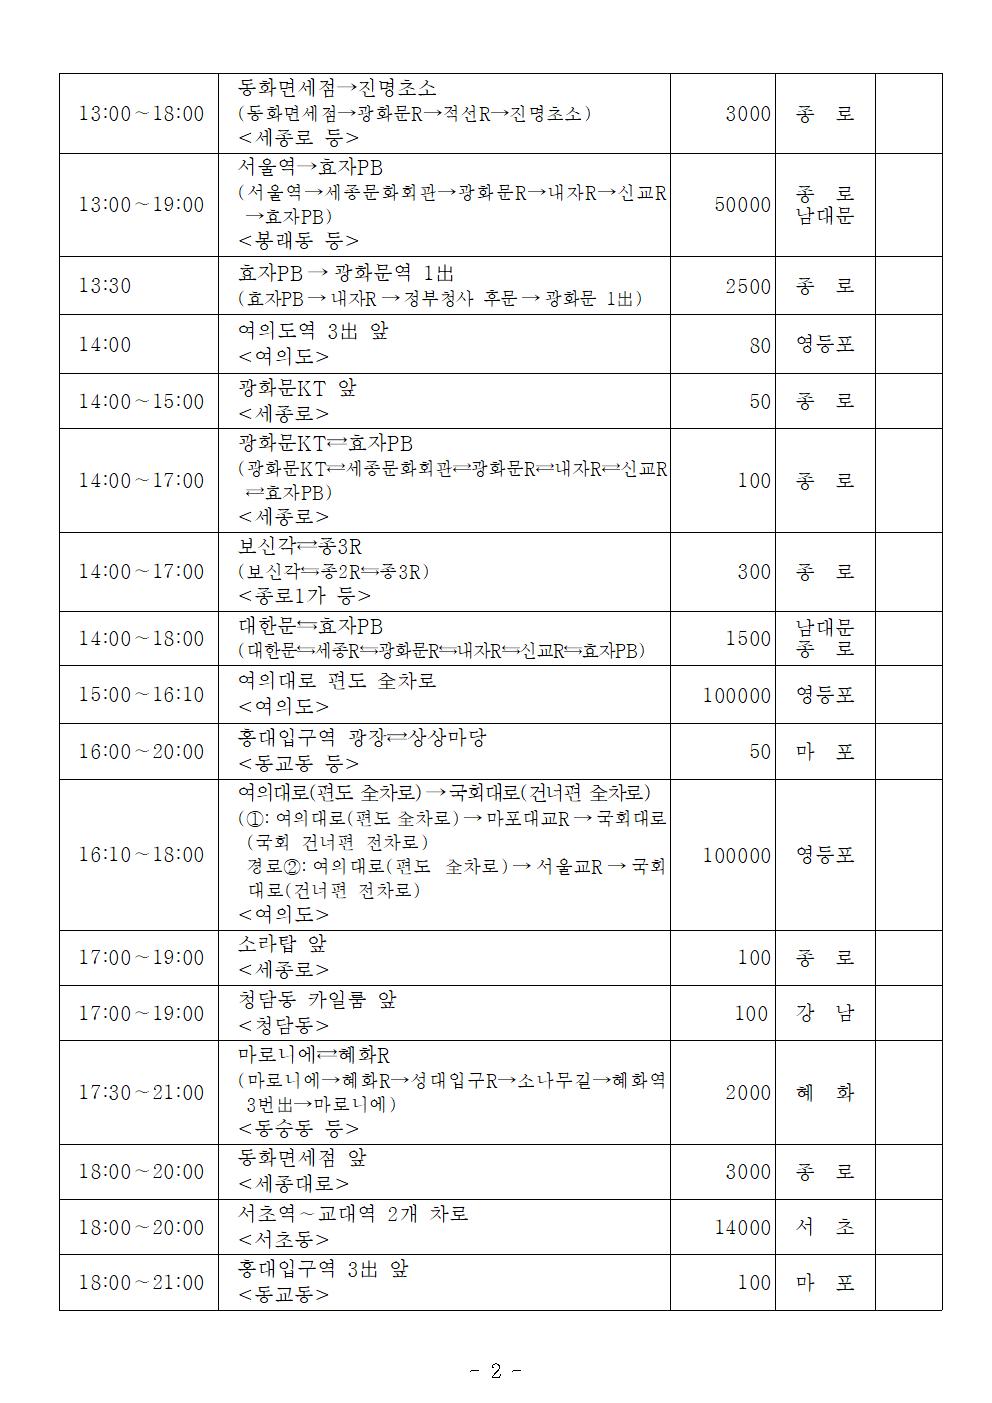 13:00~18:00
동화면세점→진명초소
(동화면세점→광화문R→적선R→진명초소)
<세종로 등>
3000
종 로
13:00~19:00
서울역→효자PB
(서울역→세종문화회관→광화문R→내자R→신교R
→효자PB)
<봉래동 등>
50000
종 로
남대문
13:30
효자PB→광화문역 1出
(효자PB→내자R→정부청사 후문→광화문 1出)
2500
종 로
14:00
여의도역 3出 앞
<여의도>
80
영등포
14:00~15:00
광화문KT 앞
<세종로>
50
종 로
14:00~17:00
광화문KT⇄효자PB
(광화문KT⇄세종문화회관⇄광화문R⇄내자R⇄신교R
⇄효자PB)
<세종로>
100
종 로
14:00~17:00
보신각⇄종3R
(보신각⇆종2R⇆종3R)
<종로1가 등>
300
종 로
14:00~18:00
대한문⇆효자PB
(대한문⇆세종R⇆광화문R⇆내자R⇆신교R⇆효자PB)
1500
남대문
종 로
15:00~16:10
여의대로 편도 全차로
<여의도>
100000
영등포
16:00~20:00
홍대입구역 광장⇄상상마당
<동교동 등>
50
마 포
16:10~18:00
여의대로(편도 全차로)→국회대로(건너편 全차로)
(①:여의대로(편도 全차로)→마포대교R→국회대로
(국회 건너편 전차로)
경로②:여의대로(편도 全차로)→서울교R→국회
대로(건너편 전차로)
<여의도>
100000
영등포
17:00~19:00
소라탑 앞
<세종로>
100
종 로
17:00~19:00
청담동 카일룸 앞
<청담동>
100
강 남
17:30~21:00
마로니에⇄혜화R
(마로니에→혜화R→성대입구R→소나무길→혜화역
3번出→마로니에)
<동숭동 등>
2000
혜 화
18:00~20:00
동화면세점 앞
<세종대로>
3000
종 로
18:00~20:00
서초역~교대역 2개 차로
<서초동>
14000
서 초
18:00~21:00
홍대입구역 3出 앞
<동교동>
100
마 포
- 2 -